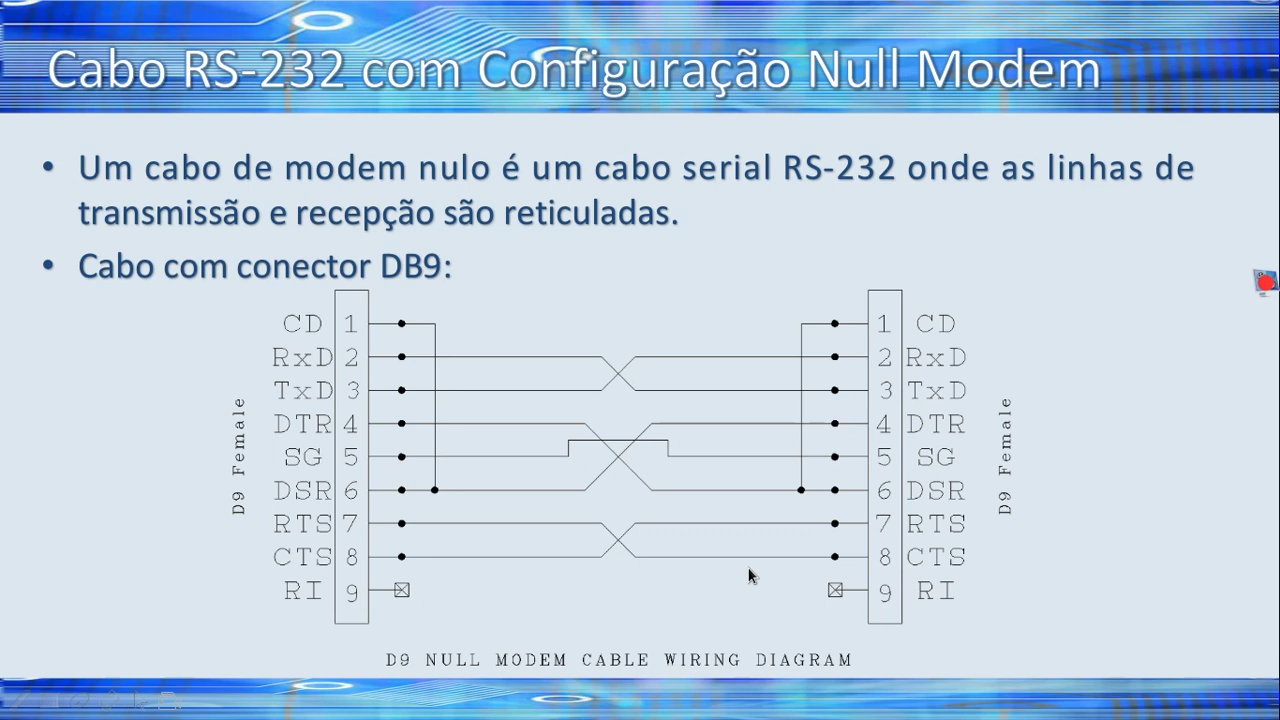 Cabo RS-232 com Configuração Null Modem
• Um cabo de modem nulo é um cabo serial RS-232 onde as linhas de
transmissão e recepção são reticuladas.
• Cabo com conector DB9:
CD 1 1 CD
RxD 2 2 RxD
TxD 3 3 TxD
DTR 4 4 DTR
SG 5 5 SG
DSR 6 6 DSR
RTS 7 7 RTS
CTS 8 8 CTS
RI 9 9 RI
D9 Female
D9 Female
D9 NULL MODEM CABLE WIRING DIAGRAM